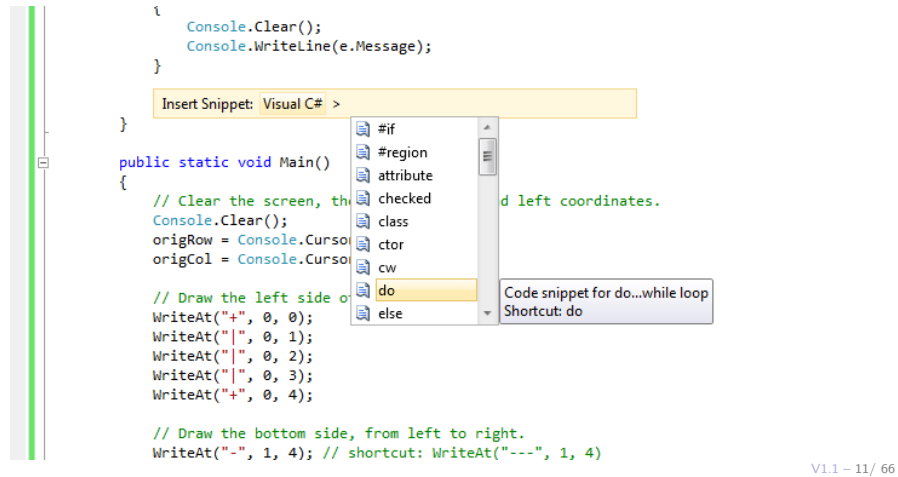 {
Console.Clear();
Console.WriteLine(e.Message);
}
Insert Snippet: Visual C# >
}
#if
#region
attribute
checked
class
ctor
cw
do
else
Code snippet for do...while loop
Shortcut: do
public static void Main()
{
// Clear the screen, th d left coordinates.
Console.Clear();
origRow = Console.Curso
origCol = Console.Curso
// Draw the left side o
WriteAt("+", 0, 0);
WriteAt("|", 0, 1);
WriteAt("|", 0, 2);
WriteAt("|", 0, 3);
WriteAt("+", 0, 4);
// Draw the bottom side, from left to right.
WriteAt("-", 1, 4); // shortcut: WriteAt("---", 1, 4)
V1.1 – 11/ 66